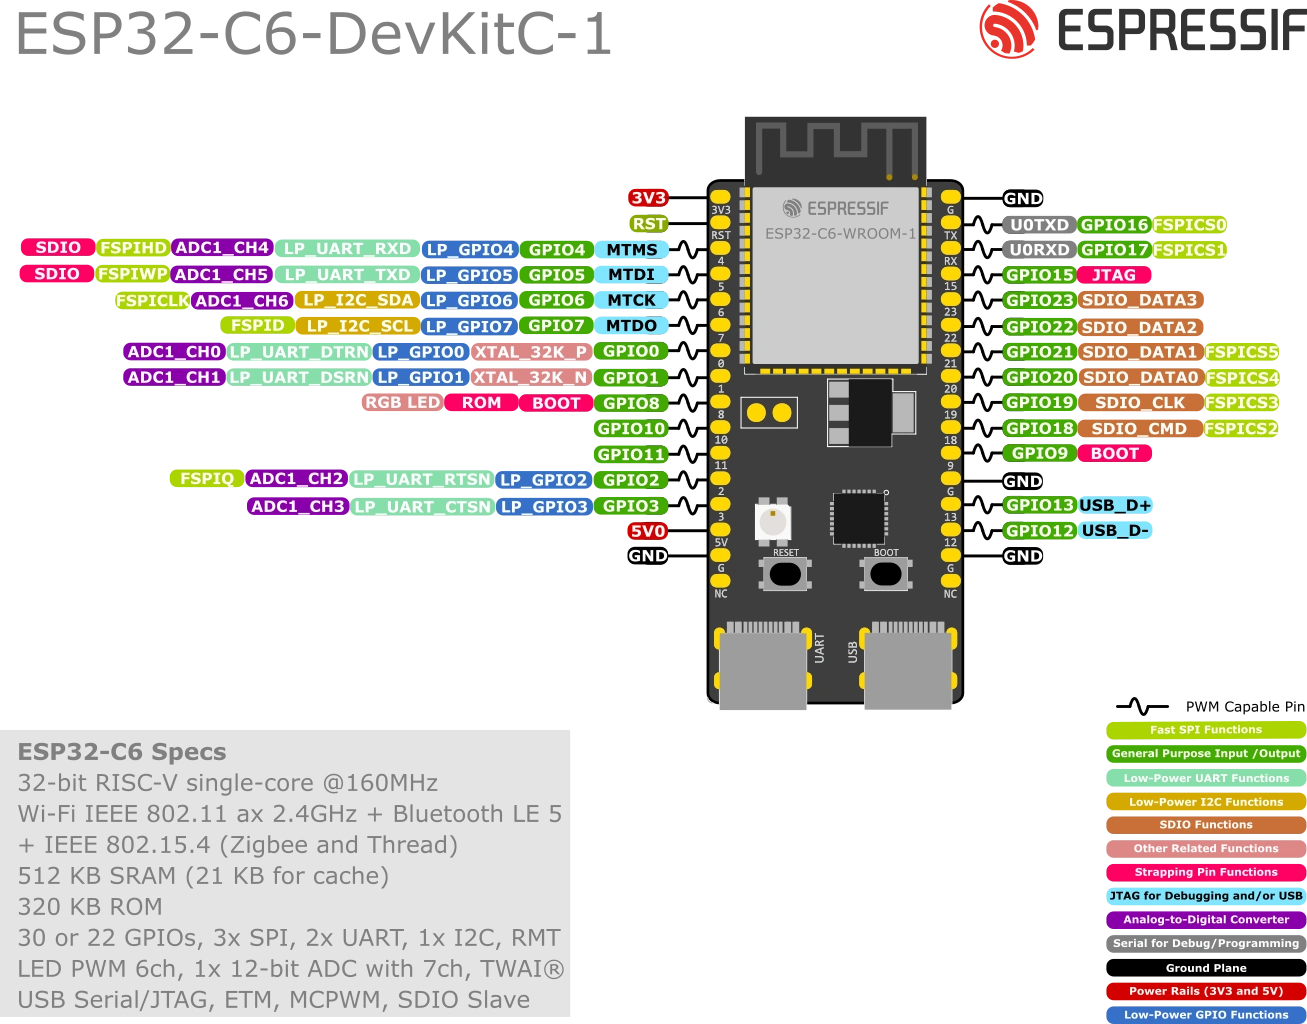 ESP32-C6-DevKitC-1
ESPRESSIF
3V3
RST
SDIO FSPIHD ADC1_CH4 LP_UART_RXD LP_GPIO4 GPIO4 MTMS
SDIO FSPIWP ADC1_CH5 LP_UART_TXD LP_GPIO5 GPIO5 MTDI
FSPICLK ADC1_CH6 LP_I2C_SDA LP_GPIO6 GPIO6 MTCK
FSPID LP_I2C_SCL LP_GPIO7 GPIO7 MTDO
ADC1_CH0 LP_UART_DTRN LP_GPIO0 XTAL_32K_P GPIO0
ADC1_CH1 LP_UART_DSRN LP_GPIO1 XTAL_32K_N GPIO1
RGB LED ROM BOOT GPIO8
GPIO10
GPIO11
FSPIQ ADC1_CH2 LP_UART_RTSN LP_GPIO2 GPIO2
ADC1_CH3 LP_UART_CTSN LP_GPIO3 GPIO3
5V0
GND
3V3
RST
4
5
6
7
0
1
8
10
11
2
3
5V
G
NC
ESPRESSIF
ESP32-C6-WROOM-1
RESET
BOOT
UART
USB
G
TX
RX
15
23
22
21
20
19
18
9
G
13
12
G
NC
GND
U0TXD GPIO16 FSPICS0
U0RXD GPIO17 FSPICS1
GPIO15 JTAG
GPIO23 SDIO_DATA3
GPIO22 SDIO_DATA2
GPIO21 SDIO_DATA1 FSPICS5
GPIO20 SDIO_DATA0 FSPICS4
GPIO19 SDIO_CLK FSPICS3
GPIO18 SDIO_CMD FSPICS2
GPIO9 BOOT
GND
GPIO13 USB_D+
GPIO12 USB_D-
GND
ESP32-C6 Specs
32-bit RISC-V single-core @160MHz
Wi-Fi IEEE 802.11 ax 2.4GHz + Bluetooth LE 5
+ IEEE 802.15.4 (Zigbee and Thread)
512 KB SRAM (21 KB for cache)
320 KB ROM
30 or 22 GPIOs, 3x SPI, 2x UART, 1x I2C, RMT
LED PWM 6ch, 1x 12-bit ADC with 7ch, TWAI®
USB Serial/JTAG, ETM, MCPWM, SDIO Slave
PWM Capable Pin
Fast SPI Functions
General Purpose Input /Output
Low-Power UART Functions
Low-Power I2C Functions
SDIO Functions
Other Related Functions
Strapping Pin Functions
JTAG for Debugging and/or USB
Analog-to-Digital Converter
Serial for Debug/Programming
Ground Plane
Power Rails (3V3 and 5V)
Low-Power GPIO Functions